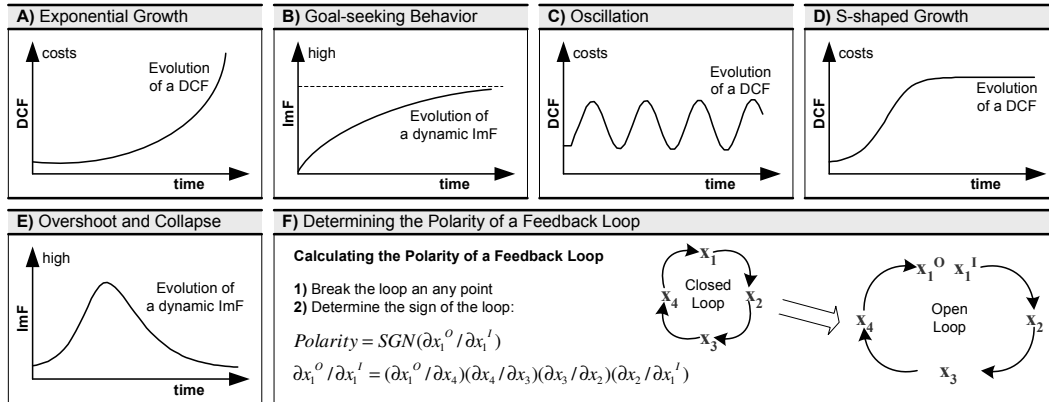 A) Exponential Growth
costs
Evolution
of a DCF
DCF
time
B) Goal-seeking Behavior
high
Evolution of
a dynamic ImF
ImF
time
C) Oscillation
costs
Evolution
of a DCF
DCF
time
D) S-shaped Growth
costs
Evolution
of a DCF
DCF
time
E) Overshoot and Collapse
high
Evolution of
a dynamic ImF
ImF
time
F) Determining the Polarity of a Feedback Loop
Calculating the Polarity of a Feedback Loop
1) Break the loop an any point
2) Determine the sign of the loop:
Polarity = SGN(∂x₁ᴼ/∂x₁ᴵ)
∂x₁ᴼ/∂x₁ᴵ = (∂x₁ᴼ/∂x₄)(∂x₄/∂x₃)(∂x₃/∂x₂)(∂x₂/∂x₁ᴵ)
x₁
x₄
Closed
Loop
x₂
x₃
x₁ᴼ x₁ᴵ
x₄
Open
Loop
x₂
x₃